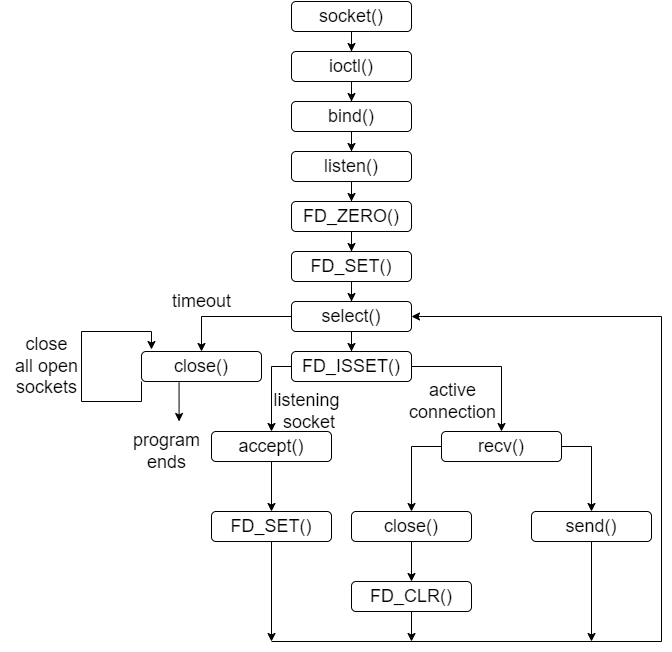 socket()
ioctl()
bind()
listen()
FD_ZERO()
FD_SET()
timeout
select()
close
all open
sockets
close()
FD_ISSET()
listening
socket
active
connection
program
ends
accept()
recv()
FD_SET()
close()
send()
FD_CLR()